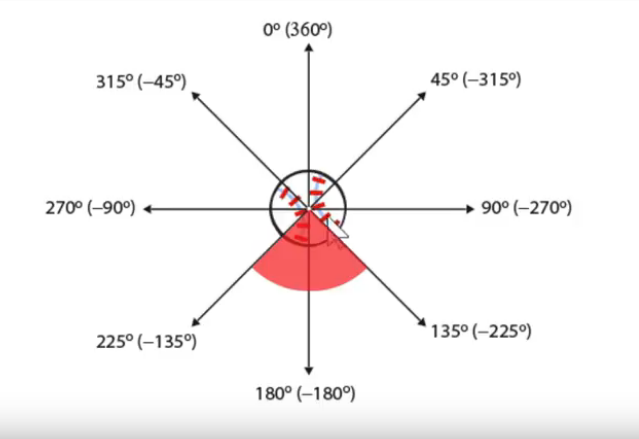 0º (360º)
315º (–45º)
45º (–315º)
270º (–90º)
90º (–270º)
225º (–135º)
135º (–225º)
180º (–180º)